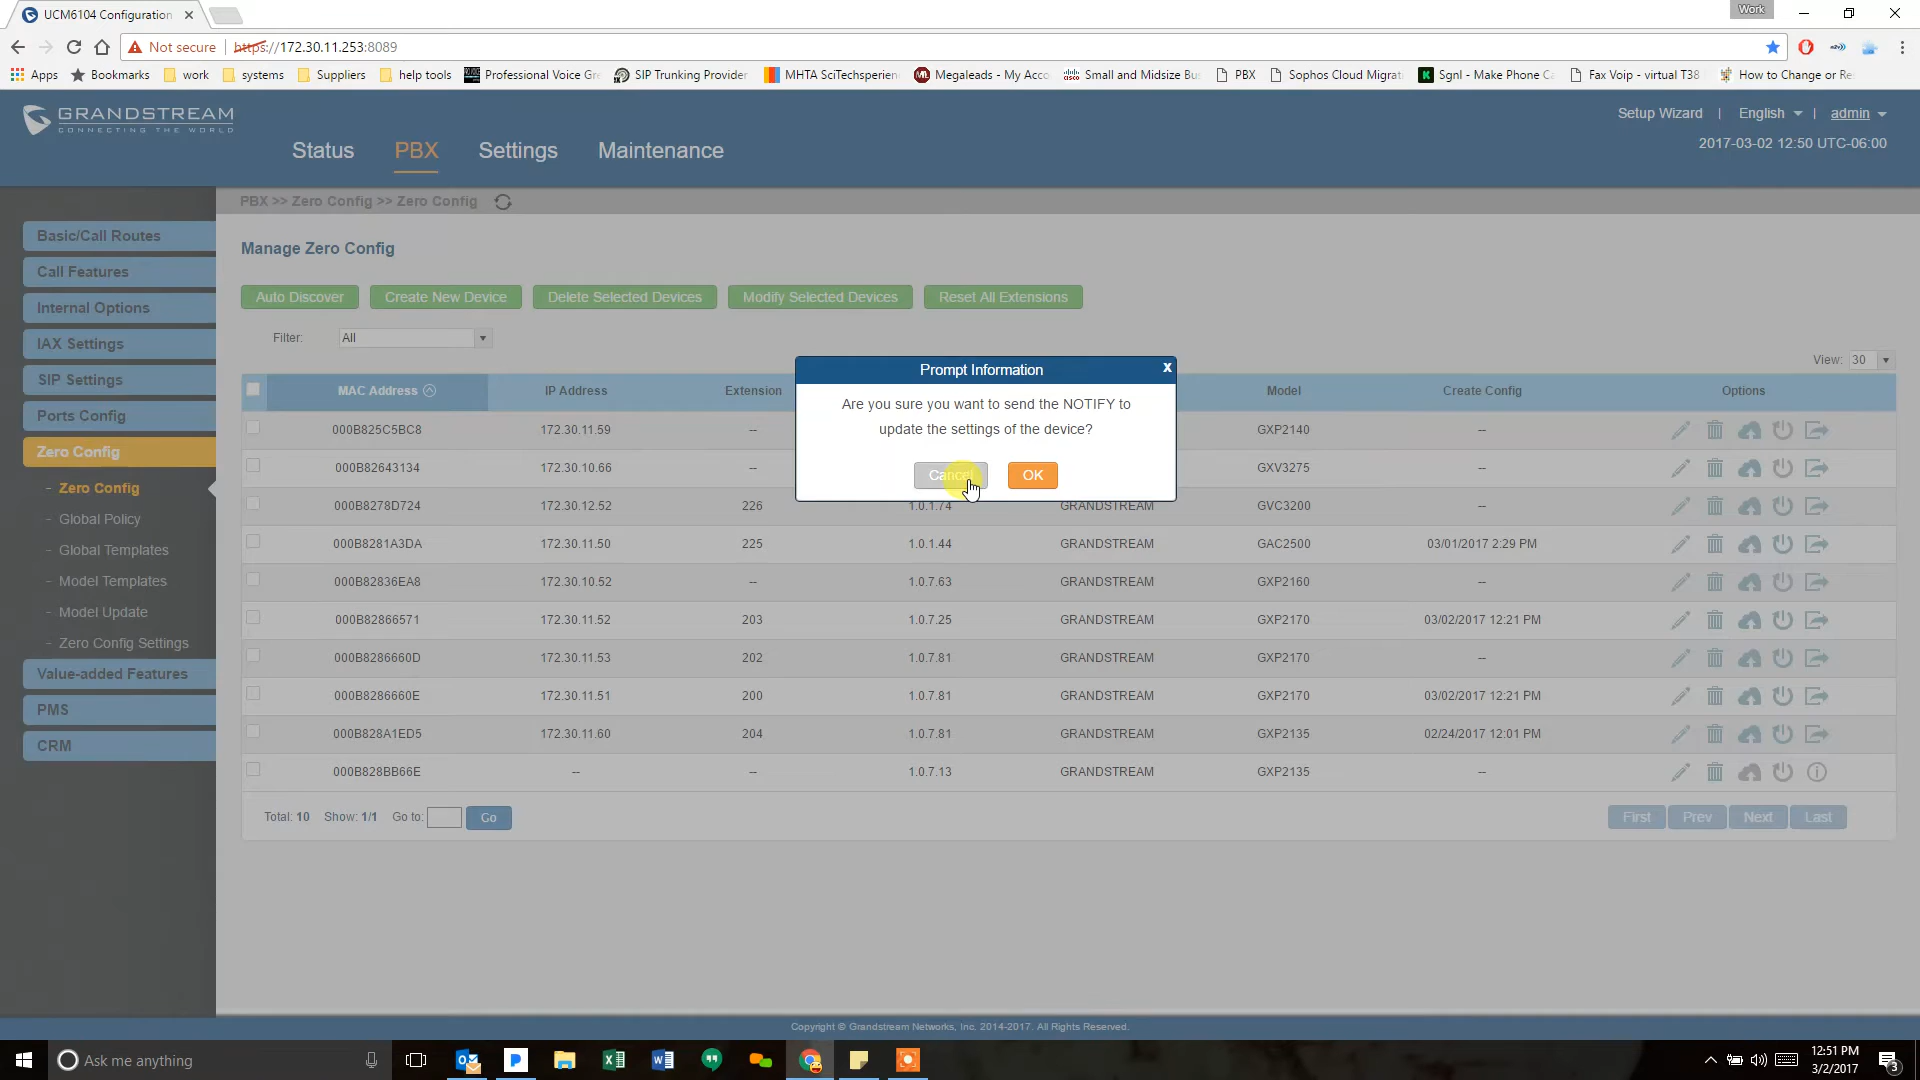 UCM6104 Configuration
Work
Not secure https://172.30.11.253:8089
Apps Bookmarks work systems Suppliers help tools Professional Voice Gre SIP Trunking Provider MHTA SciTechsperien Megaleads - My Acco Small and Midsize Bus PBX Sophos Cloud Migrat Sgnl - Make Phone Ca Fax Voip - virtual T38 How to Change or Re
GRANDSTREAM
CONNECTING THE WORLD
Setup Wizard | English | admin
Status PBX Settings Maintenance
2017-03-02 12:50 UTC-06:00
PBX >> Zero Config >> Zero Config
Basic/Call Routes
Call Features
Internal Options
IAX Settings
SIP Settings
Ports Config
Zero Config
- Zero Config
- Global Policy
- Global Templates
- Model Templates
- Model Update
- Zero Config Settings
Value-added Features
PMS
CRM
Manage Zero Config
Auto Discover Create New Device Delete Selected Devices Modify Selected Devices Reset All Extensions
Filter: All
View: 30
Prompt Information X
Are you sure you want to send the NOTIFY to
update the settings of the device?
Cancel OK
MAC Address IP Address Extension Model Create Config Options
000B825C5BC8 172.30.11.59 -- GXP2140 --
000B82643134 172.30.10.66 -- GXV3275 --
000B8278D724 172.30.12.52 226 1.0.1.74 GRANDSTREAM GVC3200 --
000B8281A3DA 172.30.11.50 225 1.0.1.44 GRANDSTREAM GAC2500 03/01/2017 2:29 PM
000B82836EA8 172.30.10.52 -- 1.0.7.63 GRANDSTREAM GXP2160 --
000B82866571 172.30.11.52 203 1.0.7.25 GRANDSTREAM GXP2170 03/02/2017 12:21 PM
000B8286660D 172.30.11.53 202 1.0.7.81 GRANDSTREAM GXP2170 --
000B8286660E 172.30.11.51 200 1.0.7.81 GRANDSTREAM GXP2170 03/02/2017 12:21 PM
000B828A1ED5 172.30.11.60 204 1.0.7.81 GRANDSTREAM GXP2135 02/24/2017 12:01 PM
000B828BB66E -- -- 1.0.7.13 GRANDSTREAM GXP2135 --
Total: 10 Show: 1/1 Go to: Go
First Prev Next Last
Copyright © Grandstream Networks, Inc. 2014-2017. All Rights Reserved.
Ask me anything
12:51 PM
3/2/2017
3